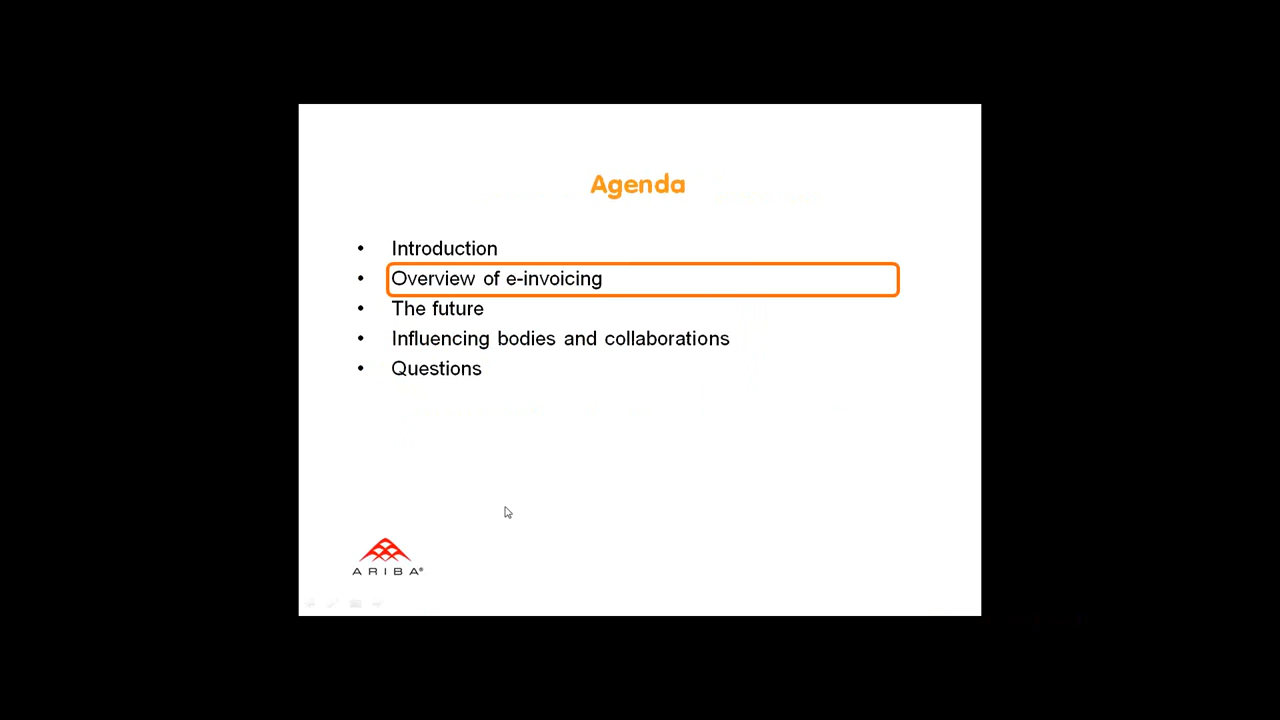 Agenda
• Introduction
• Overview of e-invoicing
• The future
• Influencing bodies and collaborations
• Questions
ARIBA®